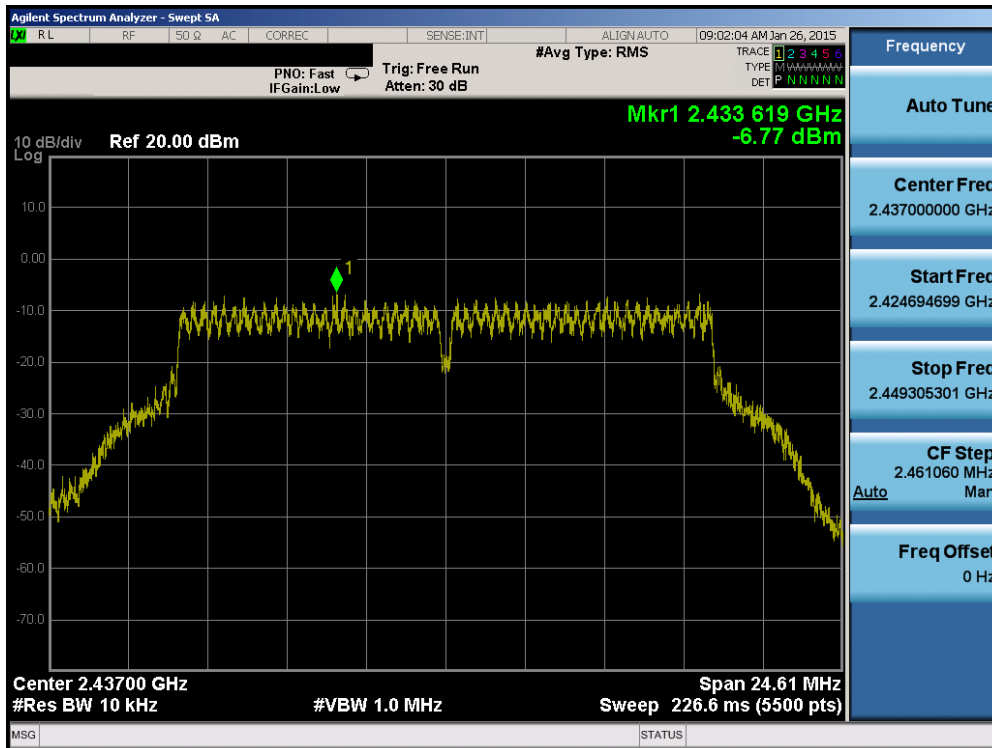 Agilent Spectrum Analyzer - Swept SA
LXI RL RF 50 Ω AC CORREC SENSE:INT ALIGN AUTO 09:02:04 AM Jan 26, 2015
#Avg Type: RMS
TRACE 1 2 3 4 5 6
TYPE M W W W W W
DET P N N N N N
PNO: Fast
IFGain:Low
Trig: Free Run
Atten: 30 dB
Mkr1 2.433 619 GHz
-6.77 dBm
10 dB/div
Log
Ref 20.00 dBm
10.0
0.00
-10.0
-20.0
-30.0
-40.0
-50.0
-60.0
-70.0
1
Center 2.43700 GHz
Span 24.61 MHz
#Res BW 10 kHz
#VBW 1.0 MHz
Sweep 226.6 ms (5500 pts)
MSG
STATUS
Frequency
Auto Tune
Center Freq
2.437000000 GHz
Start Freq
2.424694699 GHz
Stop Freq
2.449305301 GHz
CF Step
2.461060 MHz
Auto Man
Freq Offset
0 Hz